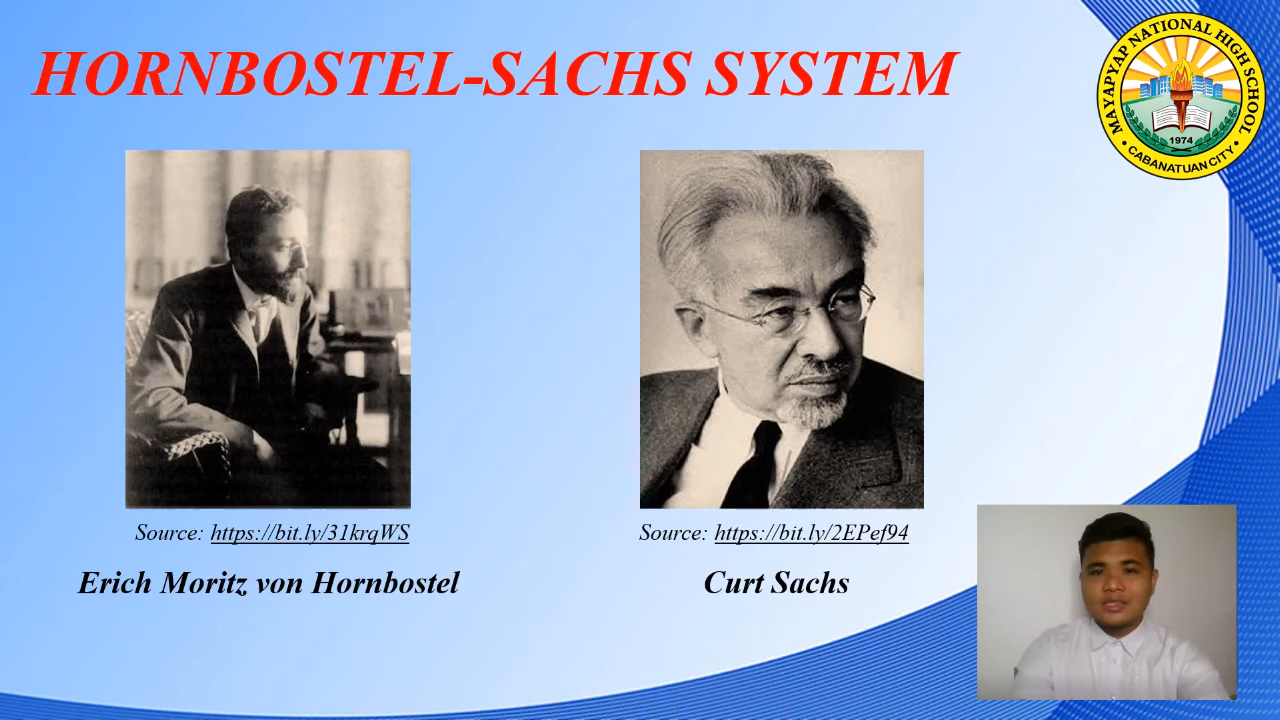 HORNBOSTEL-SACHS SYSTEM
MAYAPYAP NATIONAL HIGH SCHOOL
1974
• CABANATUAN CITY •
Source: https://bit.ly/31krqWS
Source: https://bit.ly/2EPef94
Erich Moritz von Hornbostel
Curt Sachs